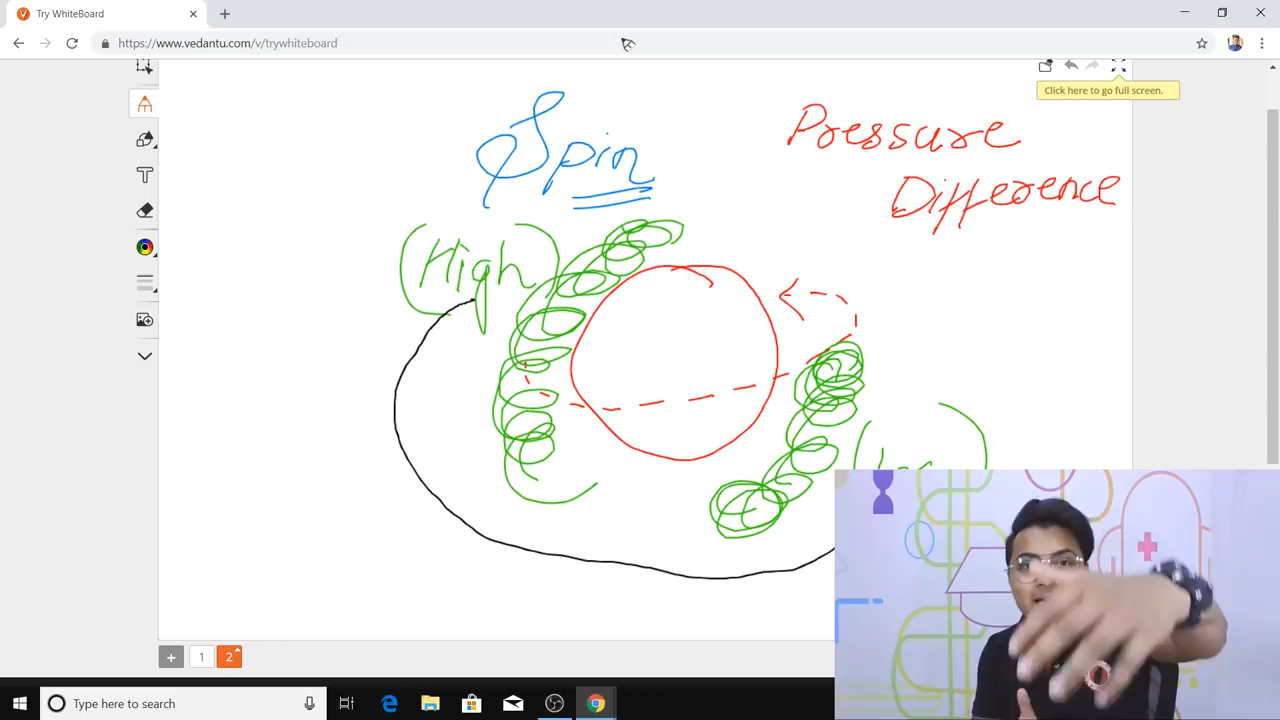 Try WhiteBoard
https://www.vedantu.com/v/trywhiteboard
Click here to go full screen.
Spin
Pressure
Difference
(High)
1
2
Type here to search